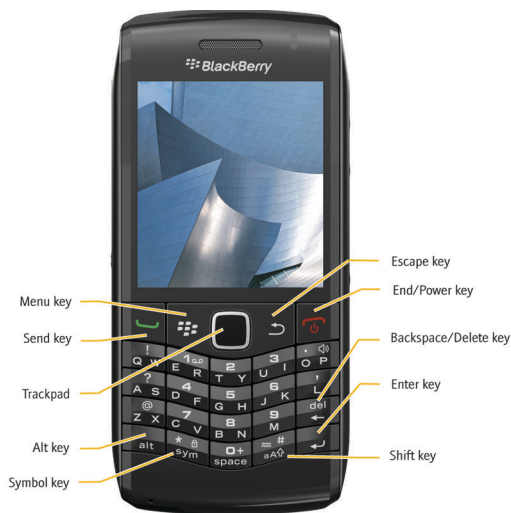 BlackBerry
Escape key
End/Power key
Menu key
Send key
Backspace/Delete key
Trackpad
Enter key
Alt key
Shift key
Symbol key
! 1 2 3 .
Q W E R T Y U I O P
? 4 5 6 ,
A S D F G H J K L
@ 7 8 9 del
Z X C V B N M
* 0+ #
alt sym space aA